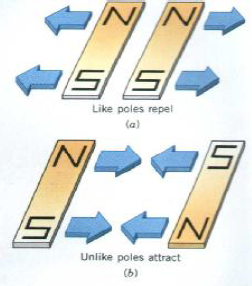 N N
S S
Like poles repel
(a)
N S
S N
Unlike poles attract
(b)